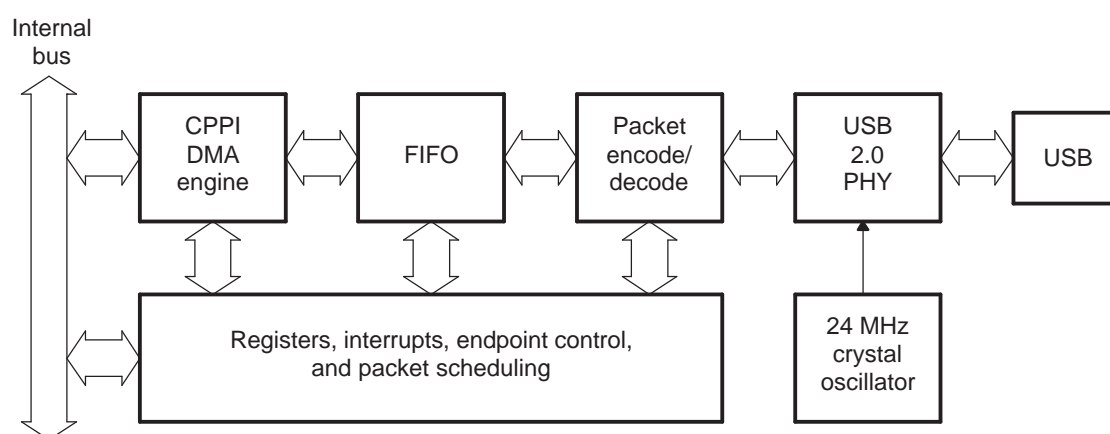 Internal
bus
CPPI
DMA
engine
FIFO
Packet
encode/
decode
USB
2.0
PHY
USB
Registers, interrupts, endpoint control,
and packet scheduling
24 MHz
crystal
oscillator